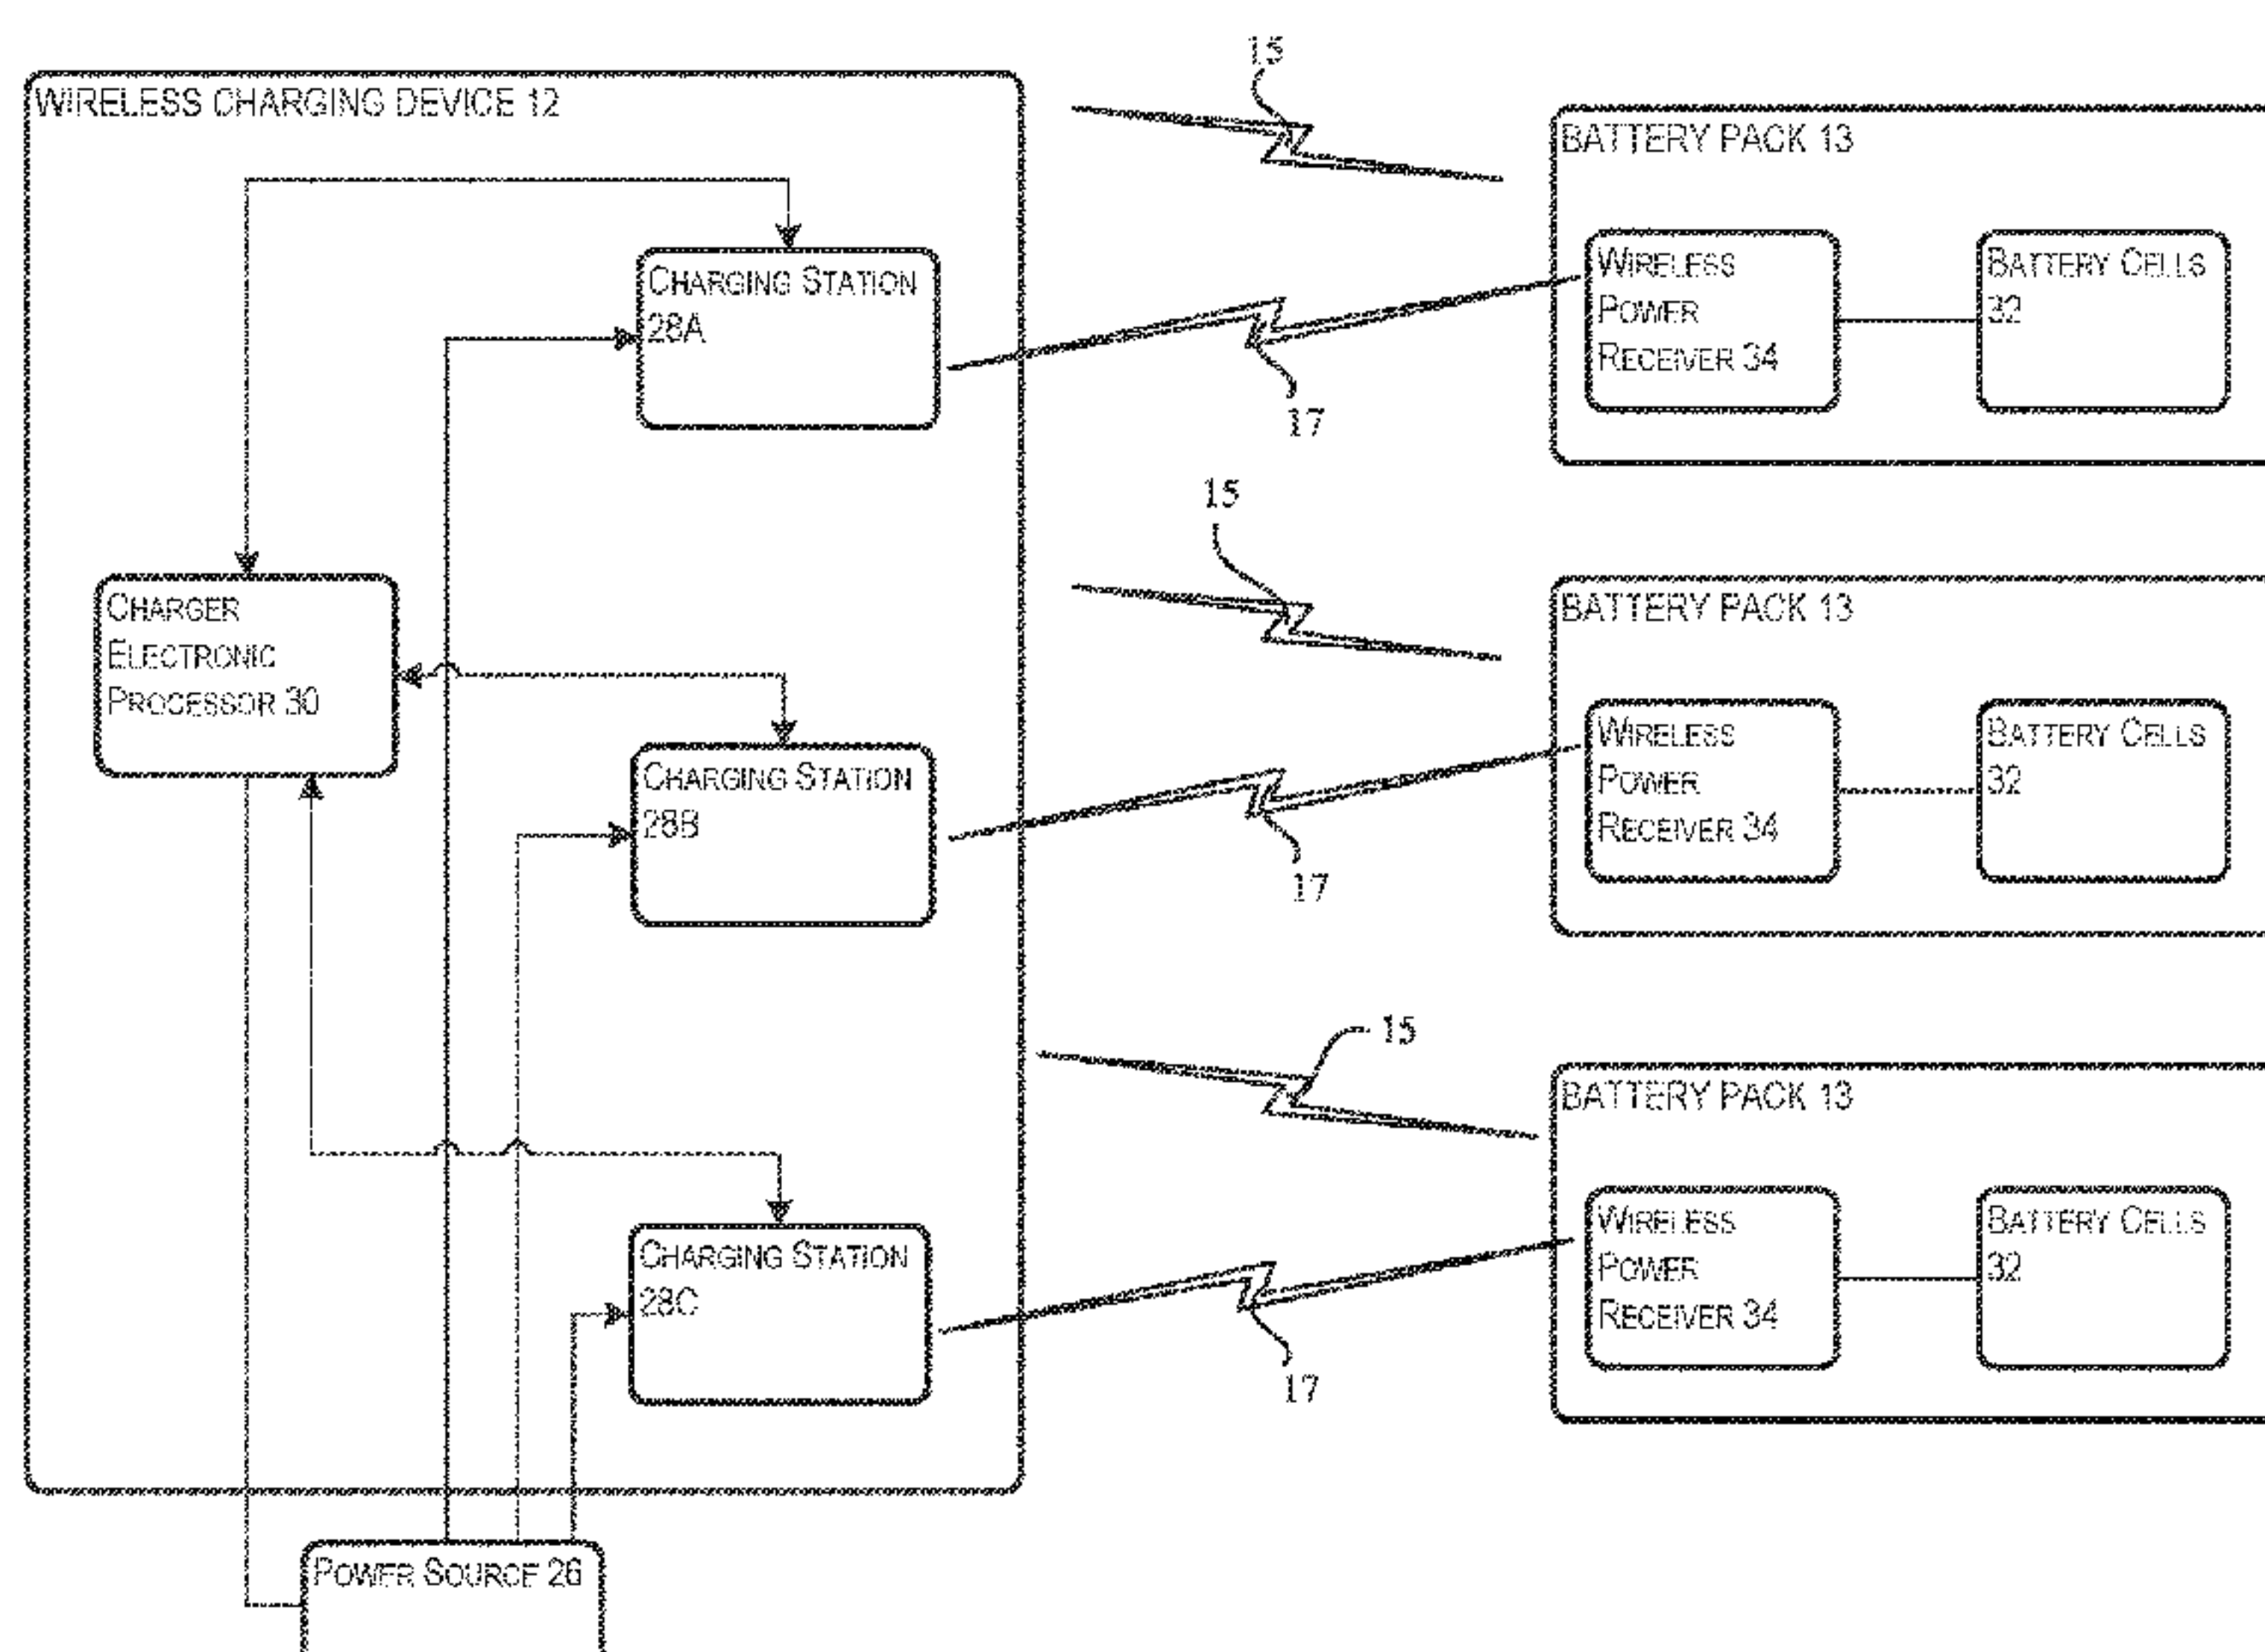 15
WIRELESS CHARGING DEVICE 12
BATTERY PACK 13
CHARGING STATION
28A
WIRELESS
POWER
RECEIVER 34
BATTERY CELLS
32
17
15
CHARGER
ELECTRONIC
PROCESSOR 30
BATTERY PACK 13
CHARGING STATION
28B
WIRELESS
POWER
RECEIVER 34
BATTERY CELLS
32
17
15
BATTERY PACK 13
CHARGING STATION
28C
WIRELESS
POWER
RECEIVER 34
BATTERY CELLS
32
17
POWER SOURCE 26